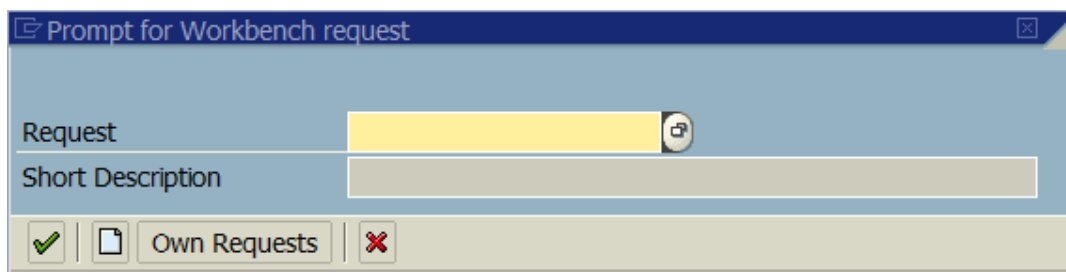 Prompt for Workbench request
Request
Short Description
Own Requests